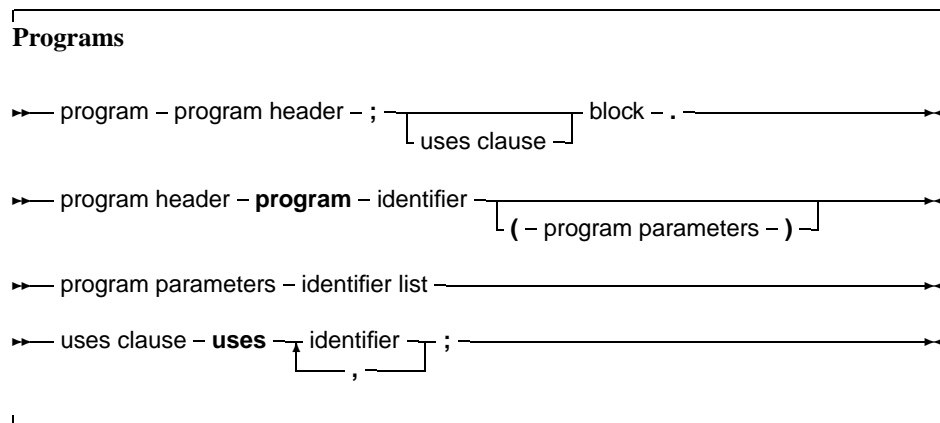 Programs
program – program header – ; block – .
uses clause
program header – program – identifier
( – program parameters – )
program parameters – identifier list
uses clause – uses – identifier – ;
,